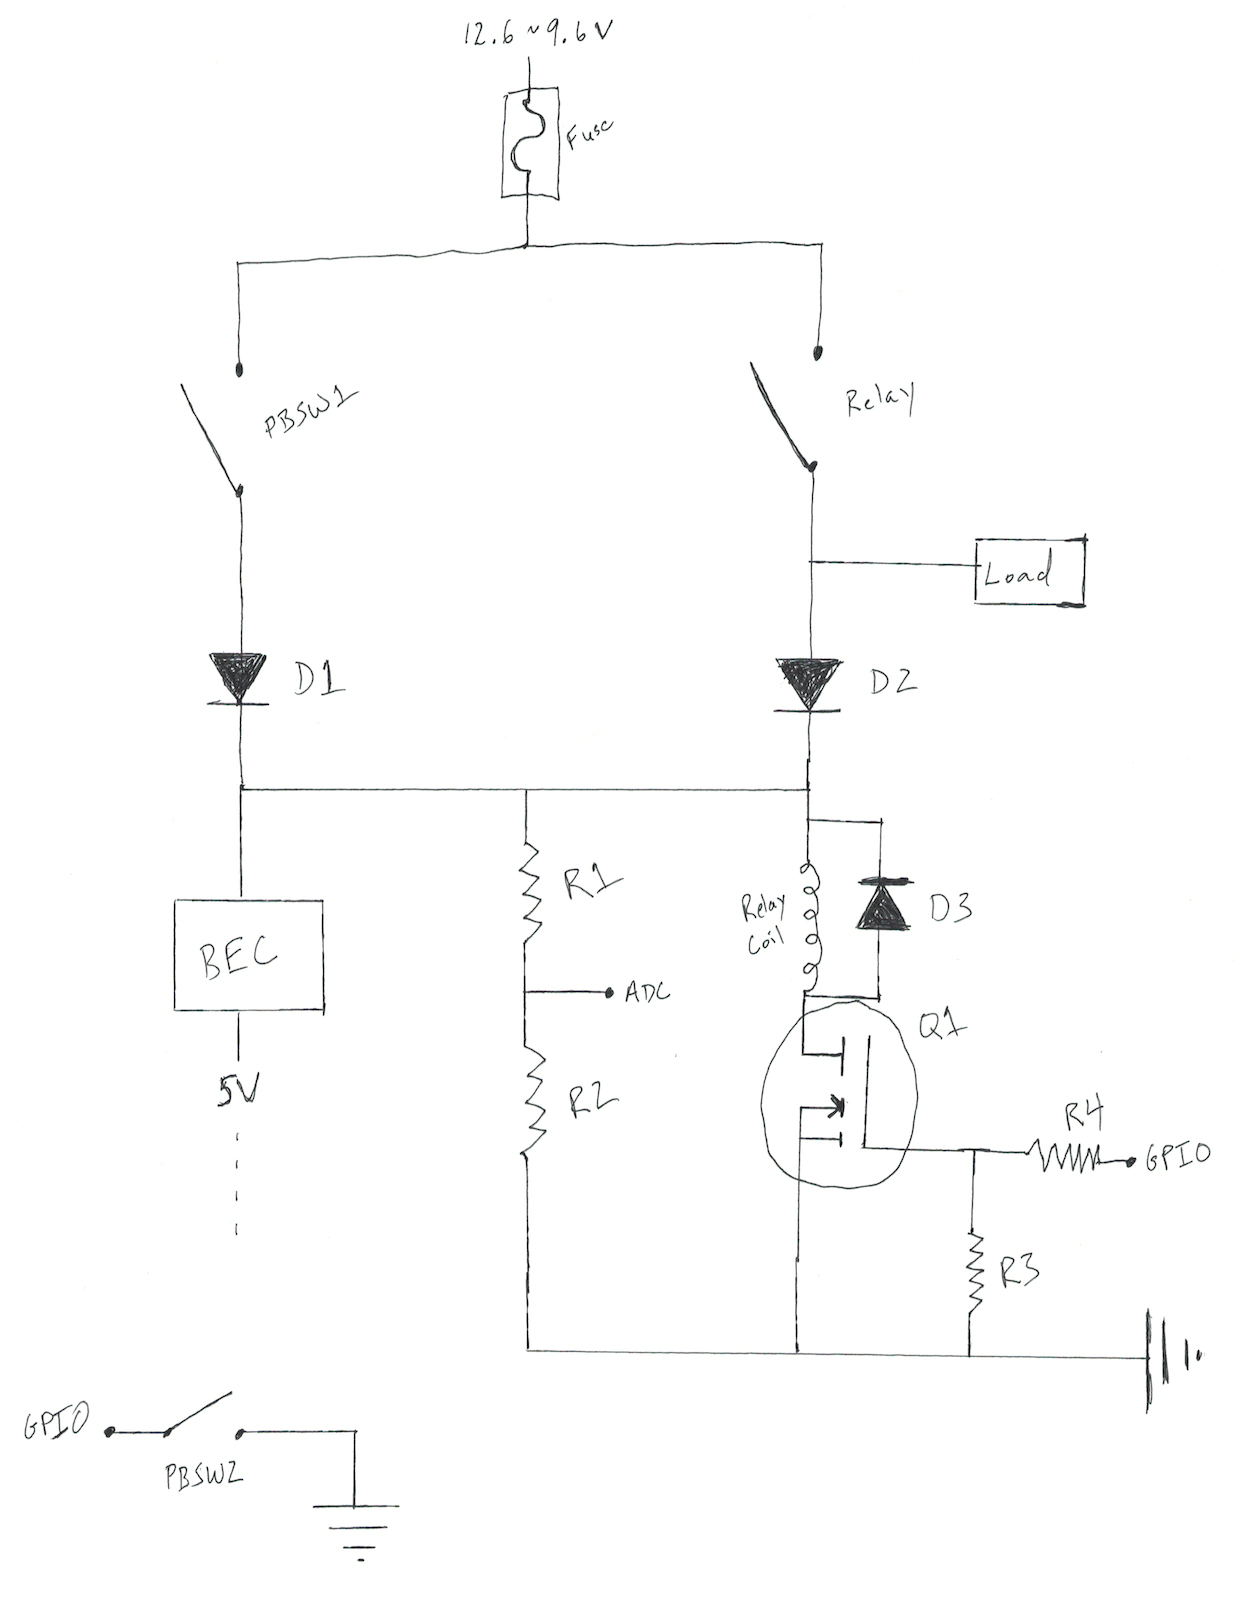 12.6~9.6V
Fuse
PBSW1
Relay
Load
D1
D2
R1
Relay
Coil
D3
BEC
ADC
Q1
5V
R2
R4
GPIO
R3
GPIO
PBSW2